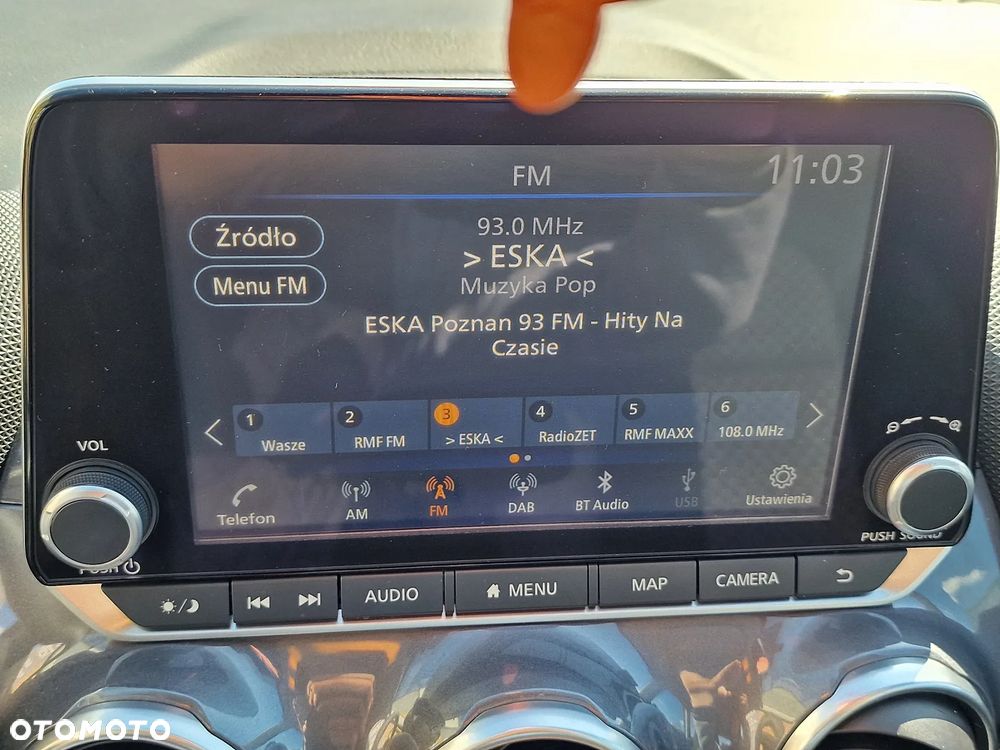 FM
11:03
Źródło
Menu FM
93.0 MHz
> ESKA <
Muzyka Pop
ESKA Poznan 93 FM - Hity Na
Czasie
1 Wasze
2 RMF FM
3 > ESKA <
4 RadioZET
5 RMF MAXX
6 108.0 MHz
Telefon
AM
FM
DAB
BT Audio
USB
Ustawienia
VOL
PUSH
PUSH SOUND
AUDIO
MENU
MAP
CAMERA
OTOMOTO